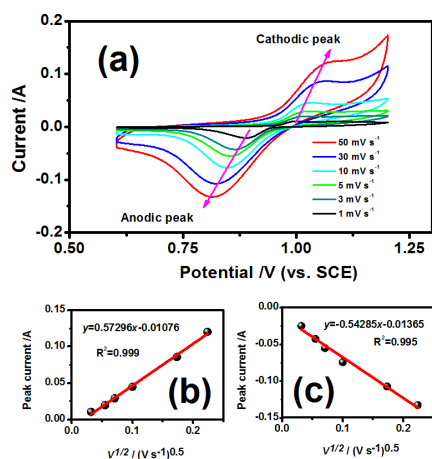 (a)
Cathodic peak
Anodic peak
Current /A
0.2
0.1
0.0
-0.1
-0.2
50 mV s⁻¹
30 mV s⁻¹
10 mV s⁻¹
5 mV s⁻¹
3 mV s⁻¹
1 mV s⁻¹
0.50 0.75 1.00 1.25
Potential /V (vs. SCE)
Peak current /A
0.15
0.10
0.05
0.00
y=0.57296x-0.01076
R²=0.999
(b)
0 0.1 0.2
V^1/2 / (V s⁻¹)^0.5
Peak current /A
0.00
-0.05
-0.10
-0.15
y=-0.54285x-0.01365
R²=0.995
(c)
0 0.1 0.2
V^1/2 / (V s⁻¹)^0.5